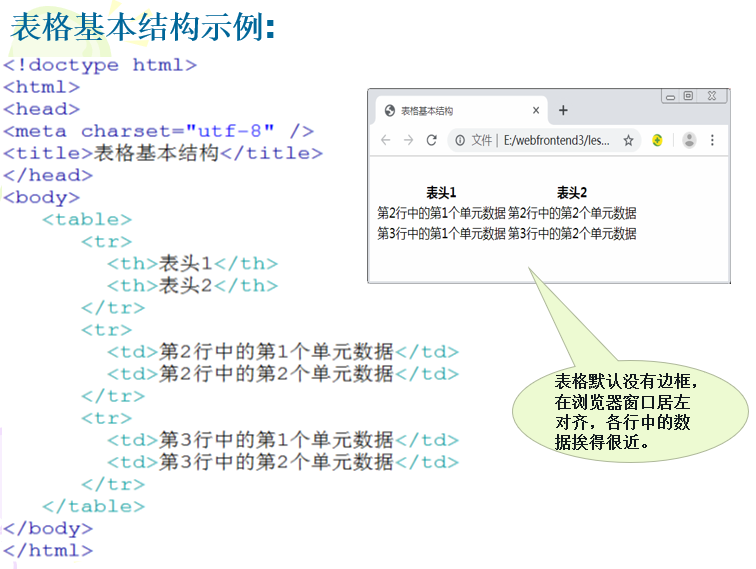 表格基本结构示例:
<!doctype html>
<html>
<head>
<meta charset="utf-8" />
<title>表格基本结构</title>
</head>
<body>
<table>
<tr>
<th>表头1</th>
<th>表头2</th>
</tr>
<tr>
<td>第2行中的第1个单元数据</td>
<td>第2行中的第2个单元数据</td>
</tr>
<tr>
<td>第3行中的第1个单元数据</td>
<td>第3行中的第2个单元数据</td>
</tr>
</table>
</body>
</html>
表格基本结构
文件 | E:/webfrontend3/les...
表头1 表头2
第2行中的第1个单元数据 第2行中的第2个单元数据
第3行中的第1个单元数据 第3行中的第2个单元数据
表格默认没有边框，
在浏览器窗口居左
对齐，各行中的数
据挨得很近。